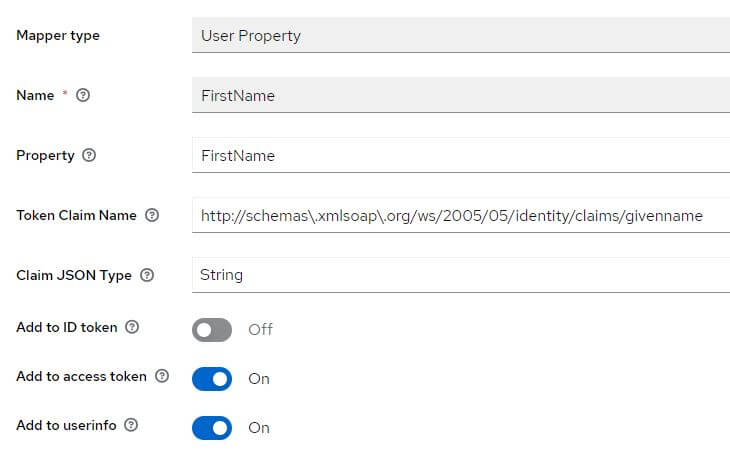 Mapper type User Property
Name * FirstName
Property FirstName
Token Claim Name http://schemas\.xmlsoap\.org/ws/2005/05/identity/claims/givenname
Claim JSON Type String
Add to ID token Off
Add to access token On
Add to userinfo On